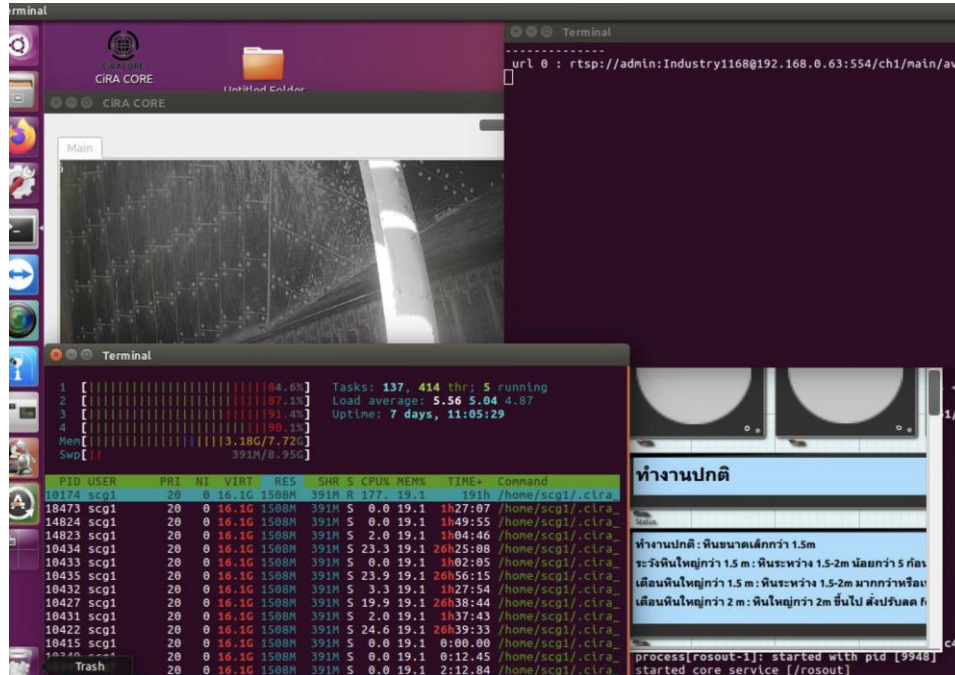 erminal
CiRA CORE
CiRA CORE
Untitled Folder
Terminal
--------------
url 0 : rtsp://admin:Industry1168@192.168.0.63:554/ch1/main/av
CiRA CORE
Main
Terminal
1 [84.6%] Tasks: 137, 414 thr; 5 running
2 [87.1%] Load average: 5.56 5.04 4.87
3 [91.4%] Uptime: 7 days, 11:05:29
4 [90.1%]
Mem[3.18G/7.72G]
Swp[391M/8.95G]
PID USER PRI NI VIRT RES SHR S CPU% MEM% TIME+ Command
10174 scg1 20 0 16.1G 1508M 391M R 177. 19.1 191h /home/scg1/.cira_
18473 scg1 20 0 16.1G 1508M 391M S 0.0 19.1 1h27:07 /home/scg1/.cira_
14824 scg1 20 0 16.1G 1508M 391M S 0.0 19.1 1h49:55 /home/scg1/.cira_
14823 scg1 20 0 16.1G 1508M 391M S 2.0 19.1 1h04:46 /home/scg1/.cira_
10434 scg1 20 0 16.1G 1508M 391M S 23.3 19.1 26h25:08 /home/scg1/.cira_
10433 scg1 20 0 16.1G 1508M 391M S 0.0 19.1 1h02:05 /home/scg1/.cira_
10435 scg1 20 0 16.1G 1508M 391M S 23.9 19.1 26h56:15 /home/scg1/.cira_
10432 scg1 20 0 16.1G 1508M 391M S 3.3 19.1 1h27:54 /home/scg1/.cira_
10427 scg1 20 0 16.1G 1508M 391M S 19.9 19.1 26h38:44 /home/scg1/.cira_
10431 scg1 20 0 16.1G 1508M 391M S 2.0 19.1 1h37:43 /home/scg1/.cira_
10422 scg1 20 0 16.1G 1508M 391M S 24.6 19.1 26h39:33 /home/scg1/.cira_
10415 scg1 20 0 16.1G 1508M 391M S 0.0 19.1 0:00.00 /home/scg1/.cira_
20 0 16.1G 1508M 391M S 0.0 19.1 0:12.45 /home/scg1/.cira_
20 0 16.1G 1508M 391M S 0.0 19.1 2:12.84 /home/scg1/.cira_
Trash
ทำงานปกติ
Status
ทำงานปกติ : หินขนาดเล็กกว่า 1.5m
ระวังหินใหญ่กว่า 1.5 m : หินระหว่าง 1.5-2m น้อยกว่า 5 ก้อน
เตือนหินใหญ่กว่า 1.5 m : หินระหว่าง 1.5-2m มากกว่าหรือเ
เตือนหินใหญ่กว่า 2 m : หินใหญ่กว่า 2m ขึ้นไป สั่งปรับลด
process[rosout-1]: started with pid [9948]
started core service [/rosout]